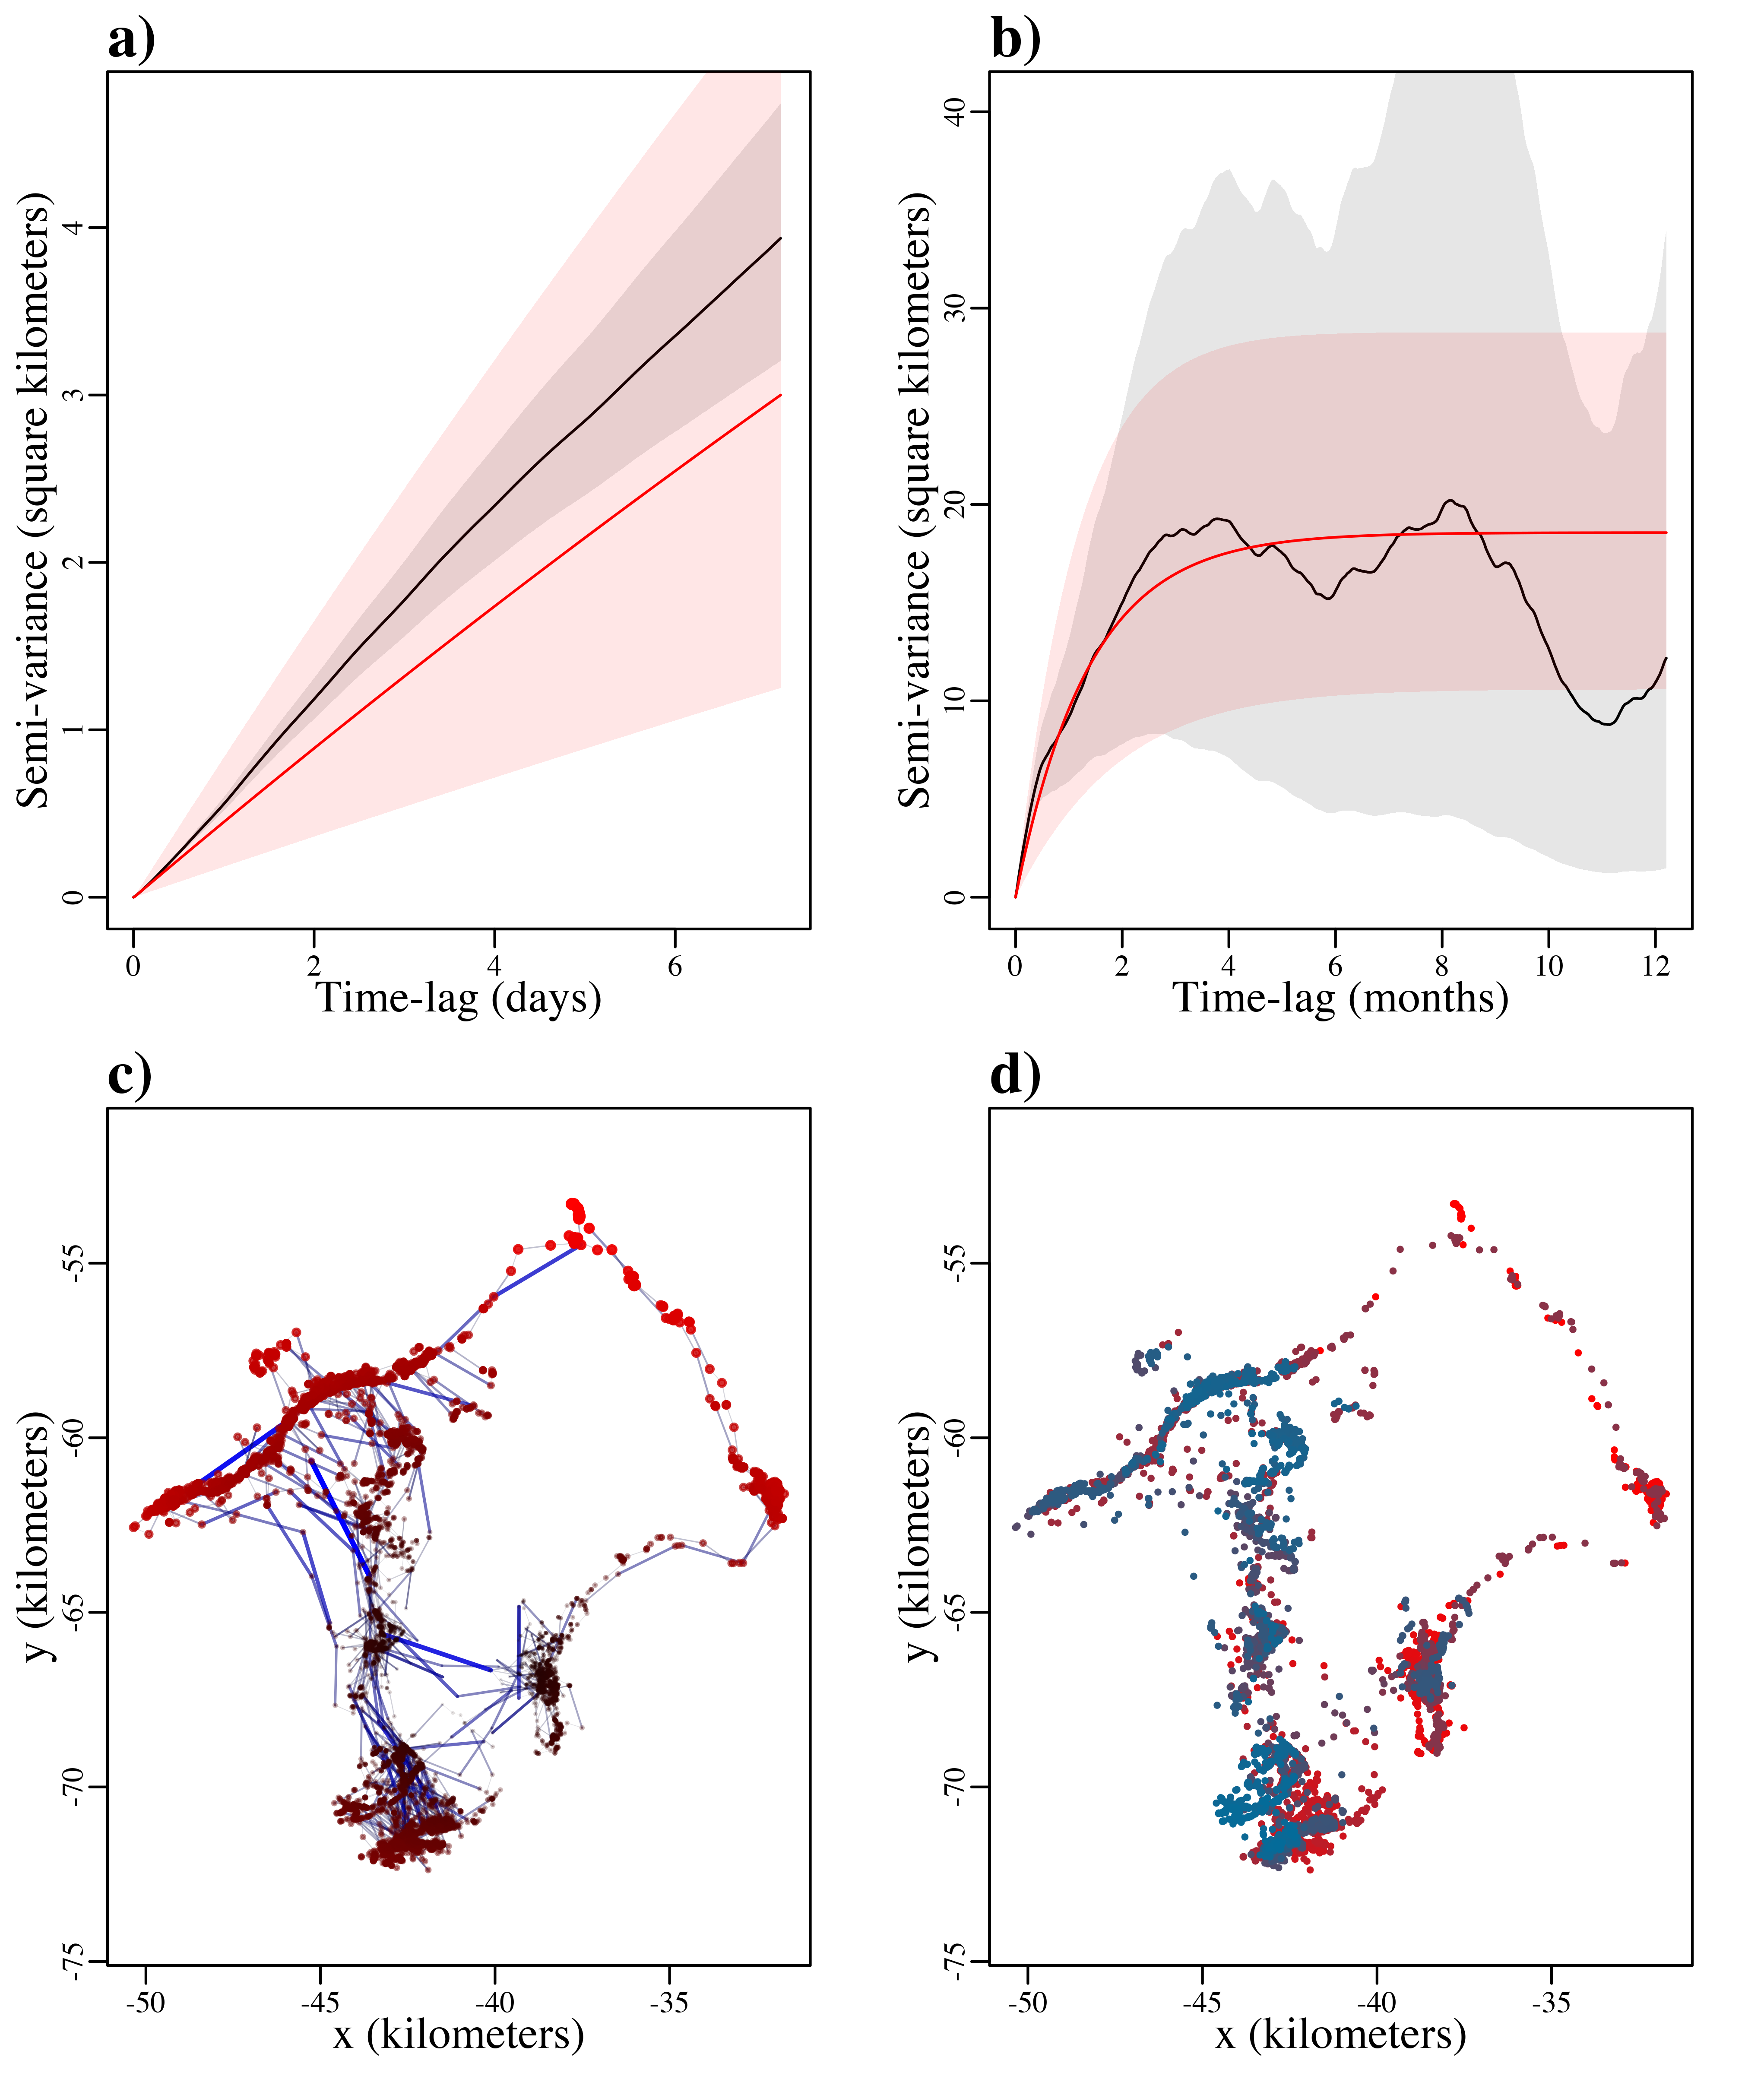 a)
Semi-variance (square kilometers)
0 1 2 3 4
0 2 4 6
Time-lag (days)
b)
Semi-variance (square kilometers)
0 10 20 30 40
0 2 4 6 8 10 12
Time-lag (months)
c)
y (kilometers)
-75 -70 -65 -60 -55
-50 -45 -40 -35
x (kilometers)
d)
y (kilometers)
-75 -70 -65 -60 -55
-50 -45 -40 -35
x (kilometers)